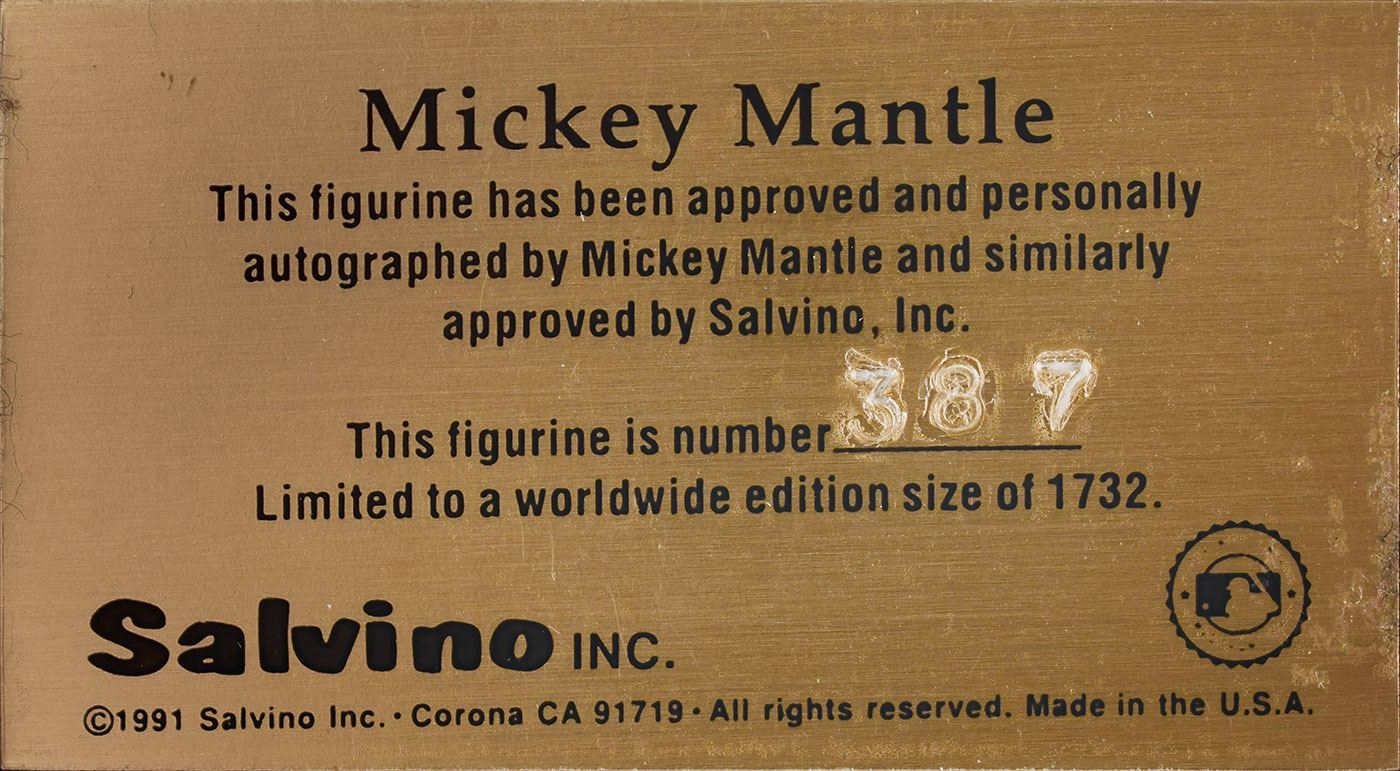 Mickey Mantle
This figurine has been approved and personally
autographed by Mickey Mantle and similarly
approved by Salvino, Inc.
This figurine is number 387
Limited to a worldwide edition size of 1732.
Salvino INC.
©1991 Salvino Inc. · Corona CA 91719 · All rights reserved. Made in the U.S.A.